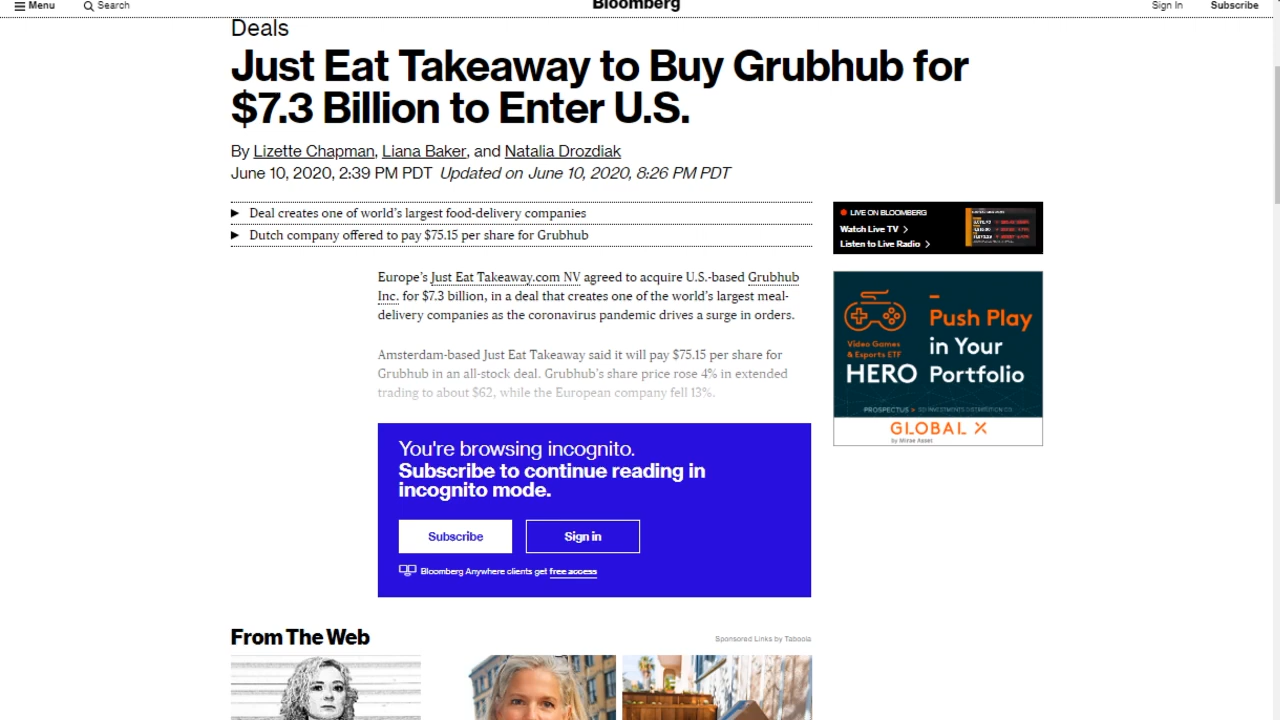 Menu
Search
Bloomberg
Sign In
Subscribe
Deals
Just Eat Takeaway to Buy Grubhub for
$7.3 Billion to Enter U.S.
By Lizette Chapman, Liana Baker, and Natalia Drozdiak
June 10, 2020, 2:39 PM PDT Updated on June 10, 2020, 8:26 PM PDT
Deal creates one of world's largest food-delivery companies
Dutch company offered to pay $75.15 per share for Grubhub
Europe's Just Eat Takeaway.com NV agreed to acquire U.S.-based Grubhub
Inc. for $7.3 billion, in a deal that creates one of the world's largest meal-
delivery companies as the coronavirus pandemic drives a surge in orders.
Amsterdam-based Just Eat Takeaway said it will pay $75.15 per share for
Grubhub in an all-stock deal. Grubhub's share price rose 4% in extended
trading to about $62, while the European company fell 13%.
LIVE ON BLOOMBERG
Watch Live TV
Listen to Live Radio
Push Play
in Your
Portfolio
Video Games
& Esports ETF
HERO
PROSPECTUS
GLOBAL X
by Mirae Asset
You're browsing incognito.
Subscribe to continue reading in
incognito mode.
Subscribe
Sign in
Bloomberg Anywhere clients get free access
From The Web
Sponsored Links by Taboola